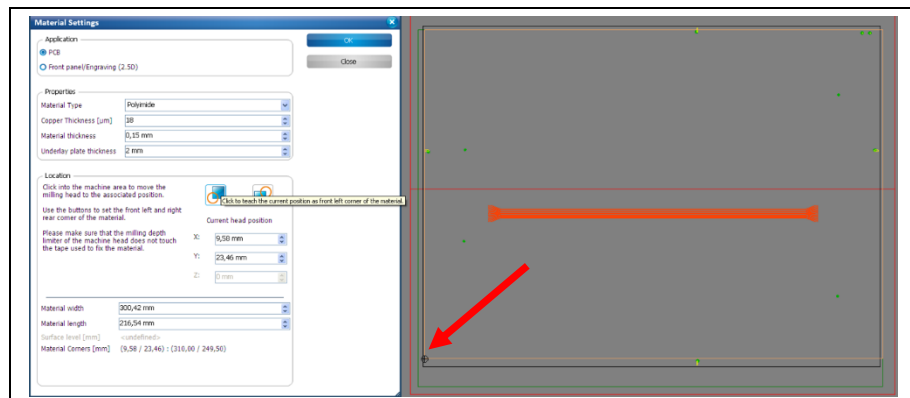 Material Settings
Application
PCB
Front panel/Engraving (2.5D)
OK
Close
Properties
Material Type
Polyimide
Copper Thickness [µm]
18
Material thickness
0,15 mm
Underlay plate thickness
2 mm
Location
Click into the machine area to move the
milling head to the associated position.
Click to teach the current position as front left corner of the material.
Use the buttons to set the front left and right
rear corner of the material.
Current head position
Please make sure that the milling depth
limiter of the machine head does not touch
the tape used to fix the material.
X:
9,58 mm
Y:
23,46 mm
Z:
0 mm
Material width
300,42 mm
Material length
216,54 mm
Surface level [mm]
<undefined>
Material Corners [mm]
(9,58 / 23,46) : (310,00 / 249,50)